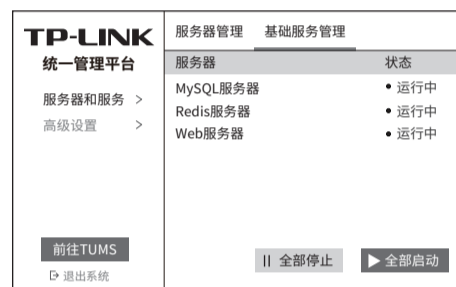 TP-LINK
统一管理平台
服务器和服务 >
高级设置 >
前往TUMS
退出系统
服务器管理 基础服务管理
服务器 状态
MySQL服务器 • 运行中
Redis服务器 • 运行中
Web服务器 • 运行中
全部停止 全部启动